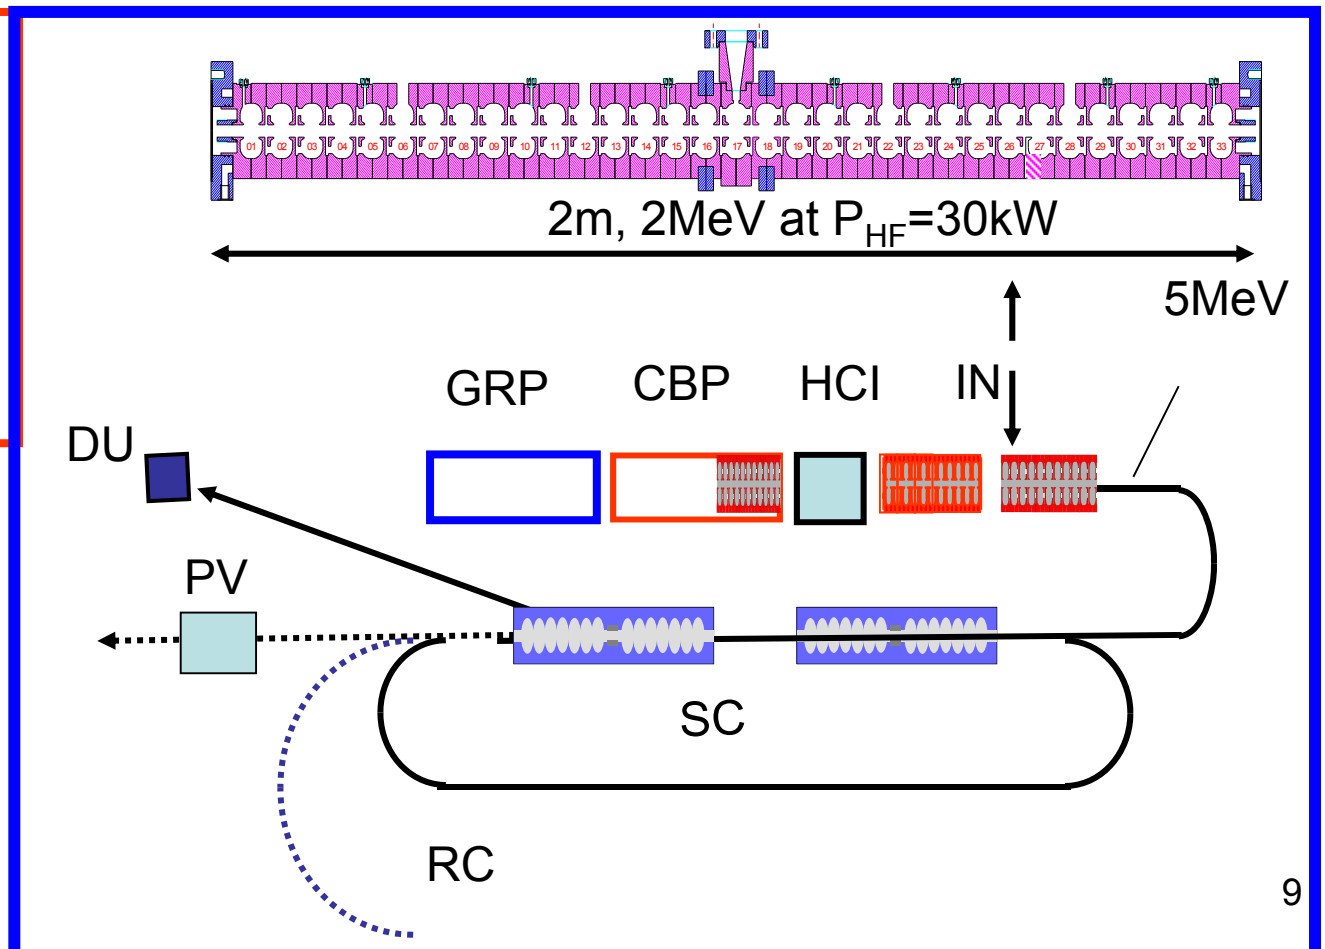 01 02 03 04 05 06 07 08 09 10 11 12 13 14 15 16 17 18 19 20 21 22 23 24 25 26 27 28 29 30 31 32 33
2m, 2MeV at P_HF=30kW
5MeV
GRP CBP HCI IN
DU
PV
SC
RC
9